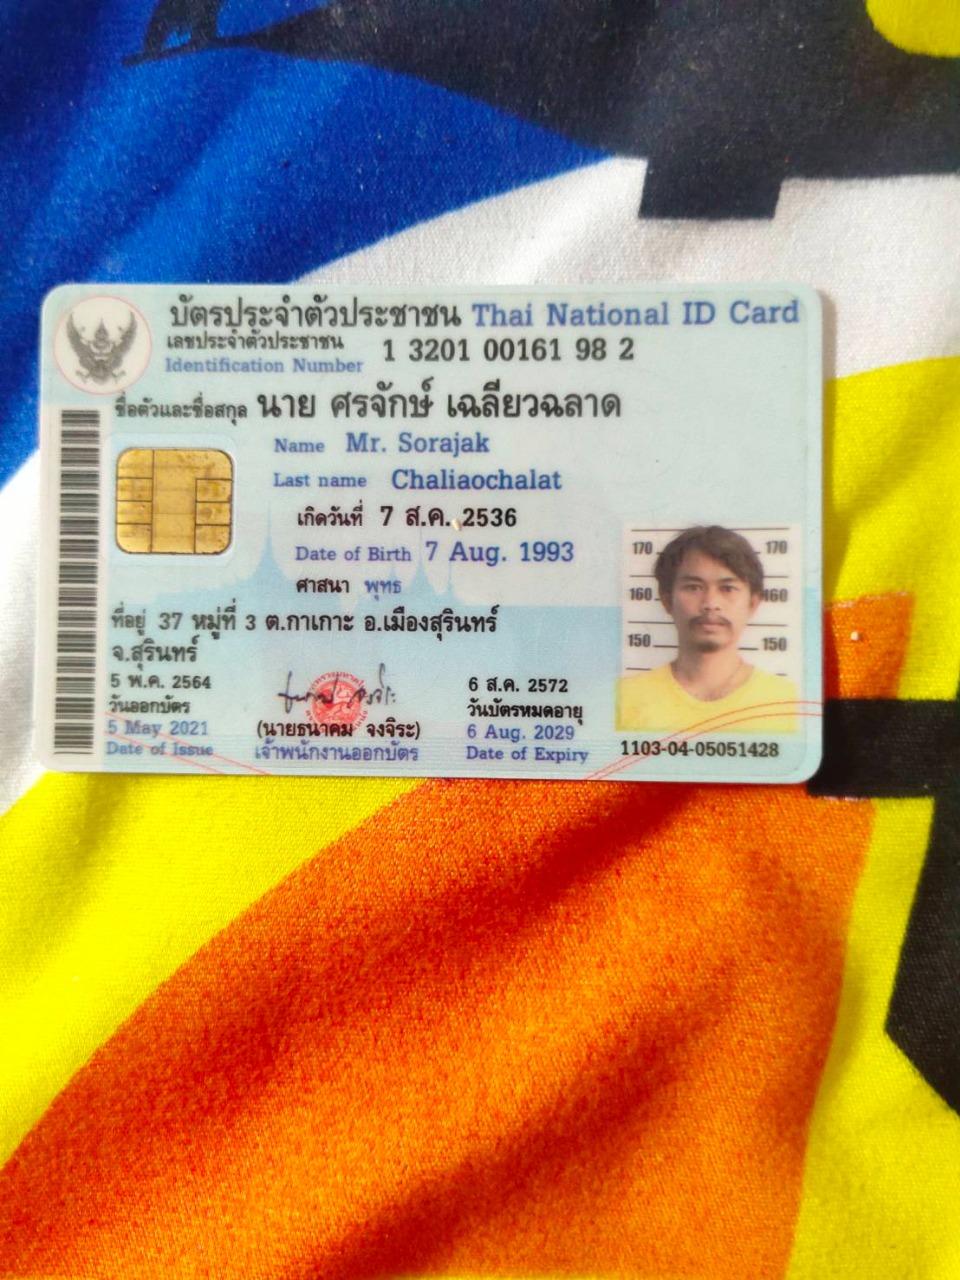 บัตรประจำตัวประชาชน Thai National ID Card
เลขประจำตัวประชาชน
Identification Number 1 3201 00161 98 2
ชื่อตัวและชื่อสกุล นาย ศรจักษ์ เฉลียวฉลาด
Name Mr. Sorajak
Last name Chaliaochalat
เกิดวันที่ 7 ส.ค. 2536
Date of Birth 7 Aug. 1993
ศาสนา พุทธ
ที่อยู่ 37 หมู่ที่ 3 ต.กาเกาะ อ.เมืองสุรินทร์
จ.สุรินทร์
5 พ.ค. 2564
วันออกบัตร
5 May 2021
Date of Issue
(นายธนาคม จงจิระ)
เจ้าพนักงานออกบัตร
6 ส.ค. 2572
วันบัตรหมดอายุ
6 Aug. 2029
Date of Expiry
170 170
160 160
150 150
1103-04-05051428